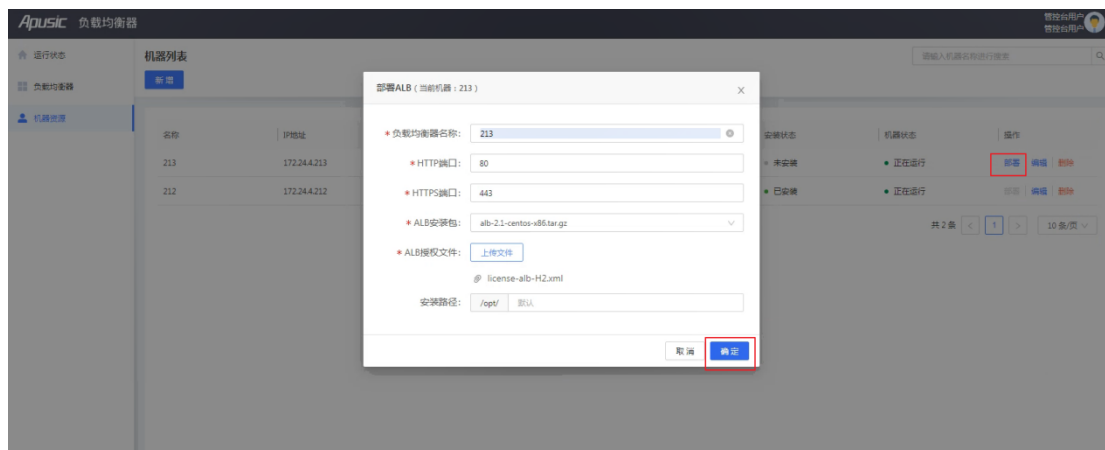 Apusic 负载均衡器
管控台用户
管控台用户
运行状态
机器列表
请输入机器名称进行搜索
新增
负载均衡器
部署ALB（当前机器：213）
机器资源
* 负载均衡器名称： 213
名称 IP地址 安装状态 机器状态 操作
* HTTP端口： 80
213 172.24.4.213 未安装 正在运行 部署 编辑 删除
* HTTPS端口： 443
212 172.24.4.212 已安装 正在运行 部署 编辑 删除
* ALB安装包： alb-2.1-centos-x86.tar.gz
共 2 条 < 1 > 10 条/页
* ALB授权文件： 上传文件
license-alb-H2.xml
安装路径： /opt/ 默认
取消 确定